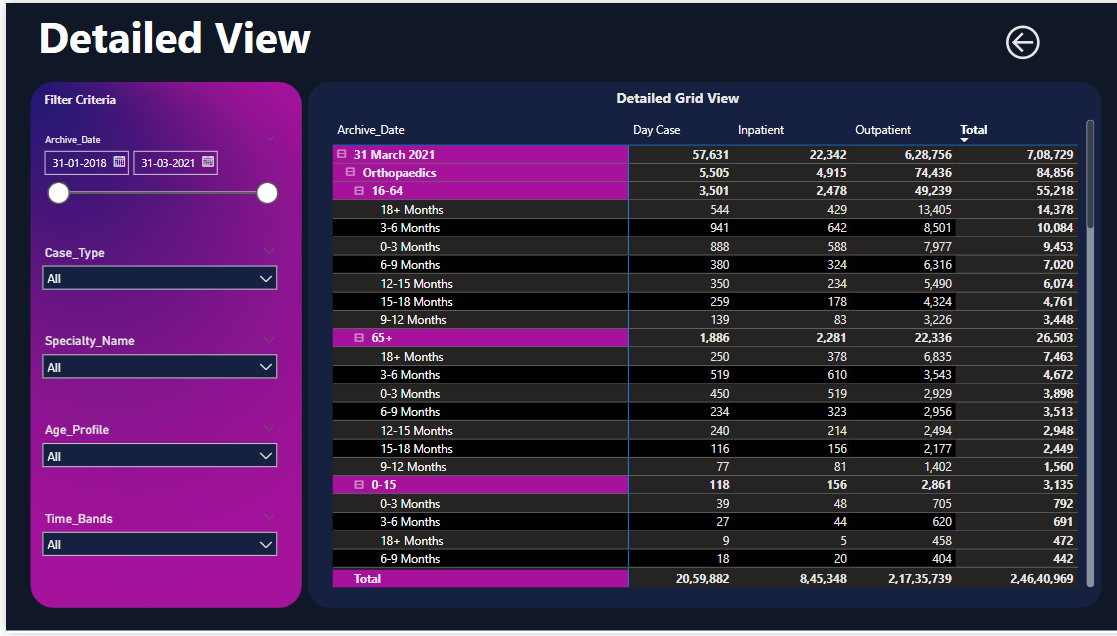 Detailed View
Filter Criteria
Archive_Date
31-01-2018 31-03-2021
Case_Type
All
Specialty_Name
All
Age_Profile
All
Time_Bands
All
Detailed Grid View
Archive_Date Day Case Inpatient Outpatient Total
31 March 2021 57,631 22,342 6,28,756 7,08,729
Orthopaedics 5,505 4,915 74,436 84,856
16-64 3,501 2,478 49,239 55,218
18+ Months 544 429 13,405 14,378
3-6 Months 941 642 8,501 10,084
0-3 Months 888 588 7,977 9,453
6-9 Months 380 324 6,316 7,020
12-15 Months 350 234 5,490 6,074
15-18 Months 259 178 4,324 4,761
9-12 Months 139 83 3,226 3,448
65+ 1,886 2,281 22,336 26,503
18+ Months 250 378 6,835 7,463
3-6 Months 519 610 3,543 4,672
0-3 Months 450 519 2,929 3,898
6-9 Months 234 323 2,956 3,513
12-15 Months 240 214 2,494 2,948
15-18 Months 116 156 2,177 2,449
9-12 Months 77 81 1,402 1,560
0-15 118 156 2,861 3,135
0-3 Months 39 48 705 792
3-6 Months 27 44 620 691
18+ Months 9 5 458 472
6-9 Months 18 20 404 442
Total 20,59,882 8,45,348 2,17,35,739 2,46,40,969